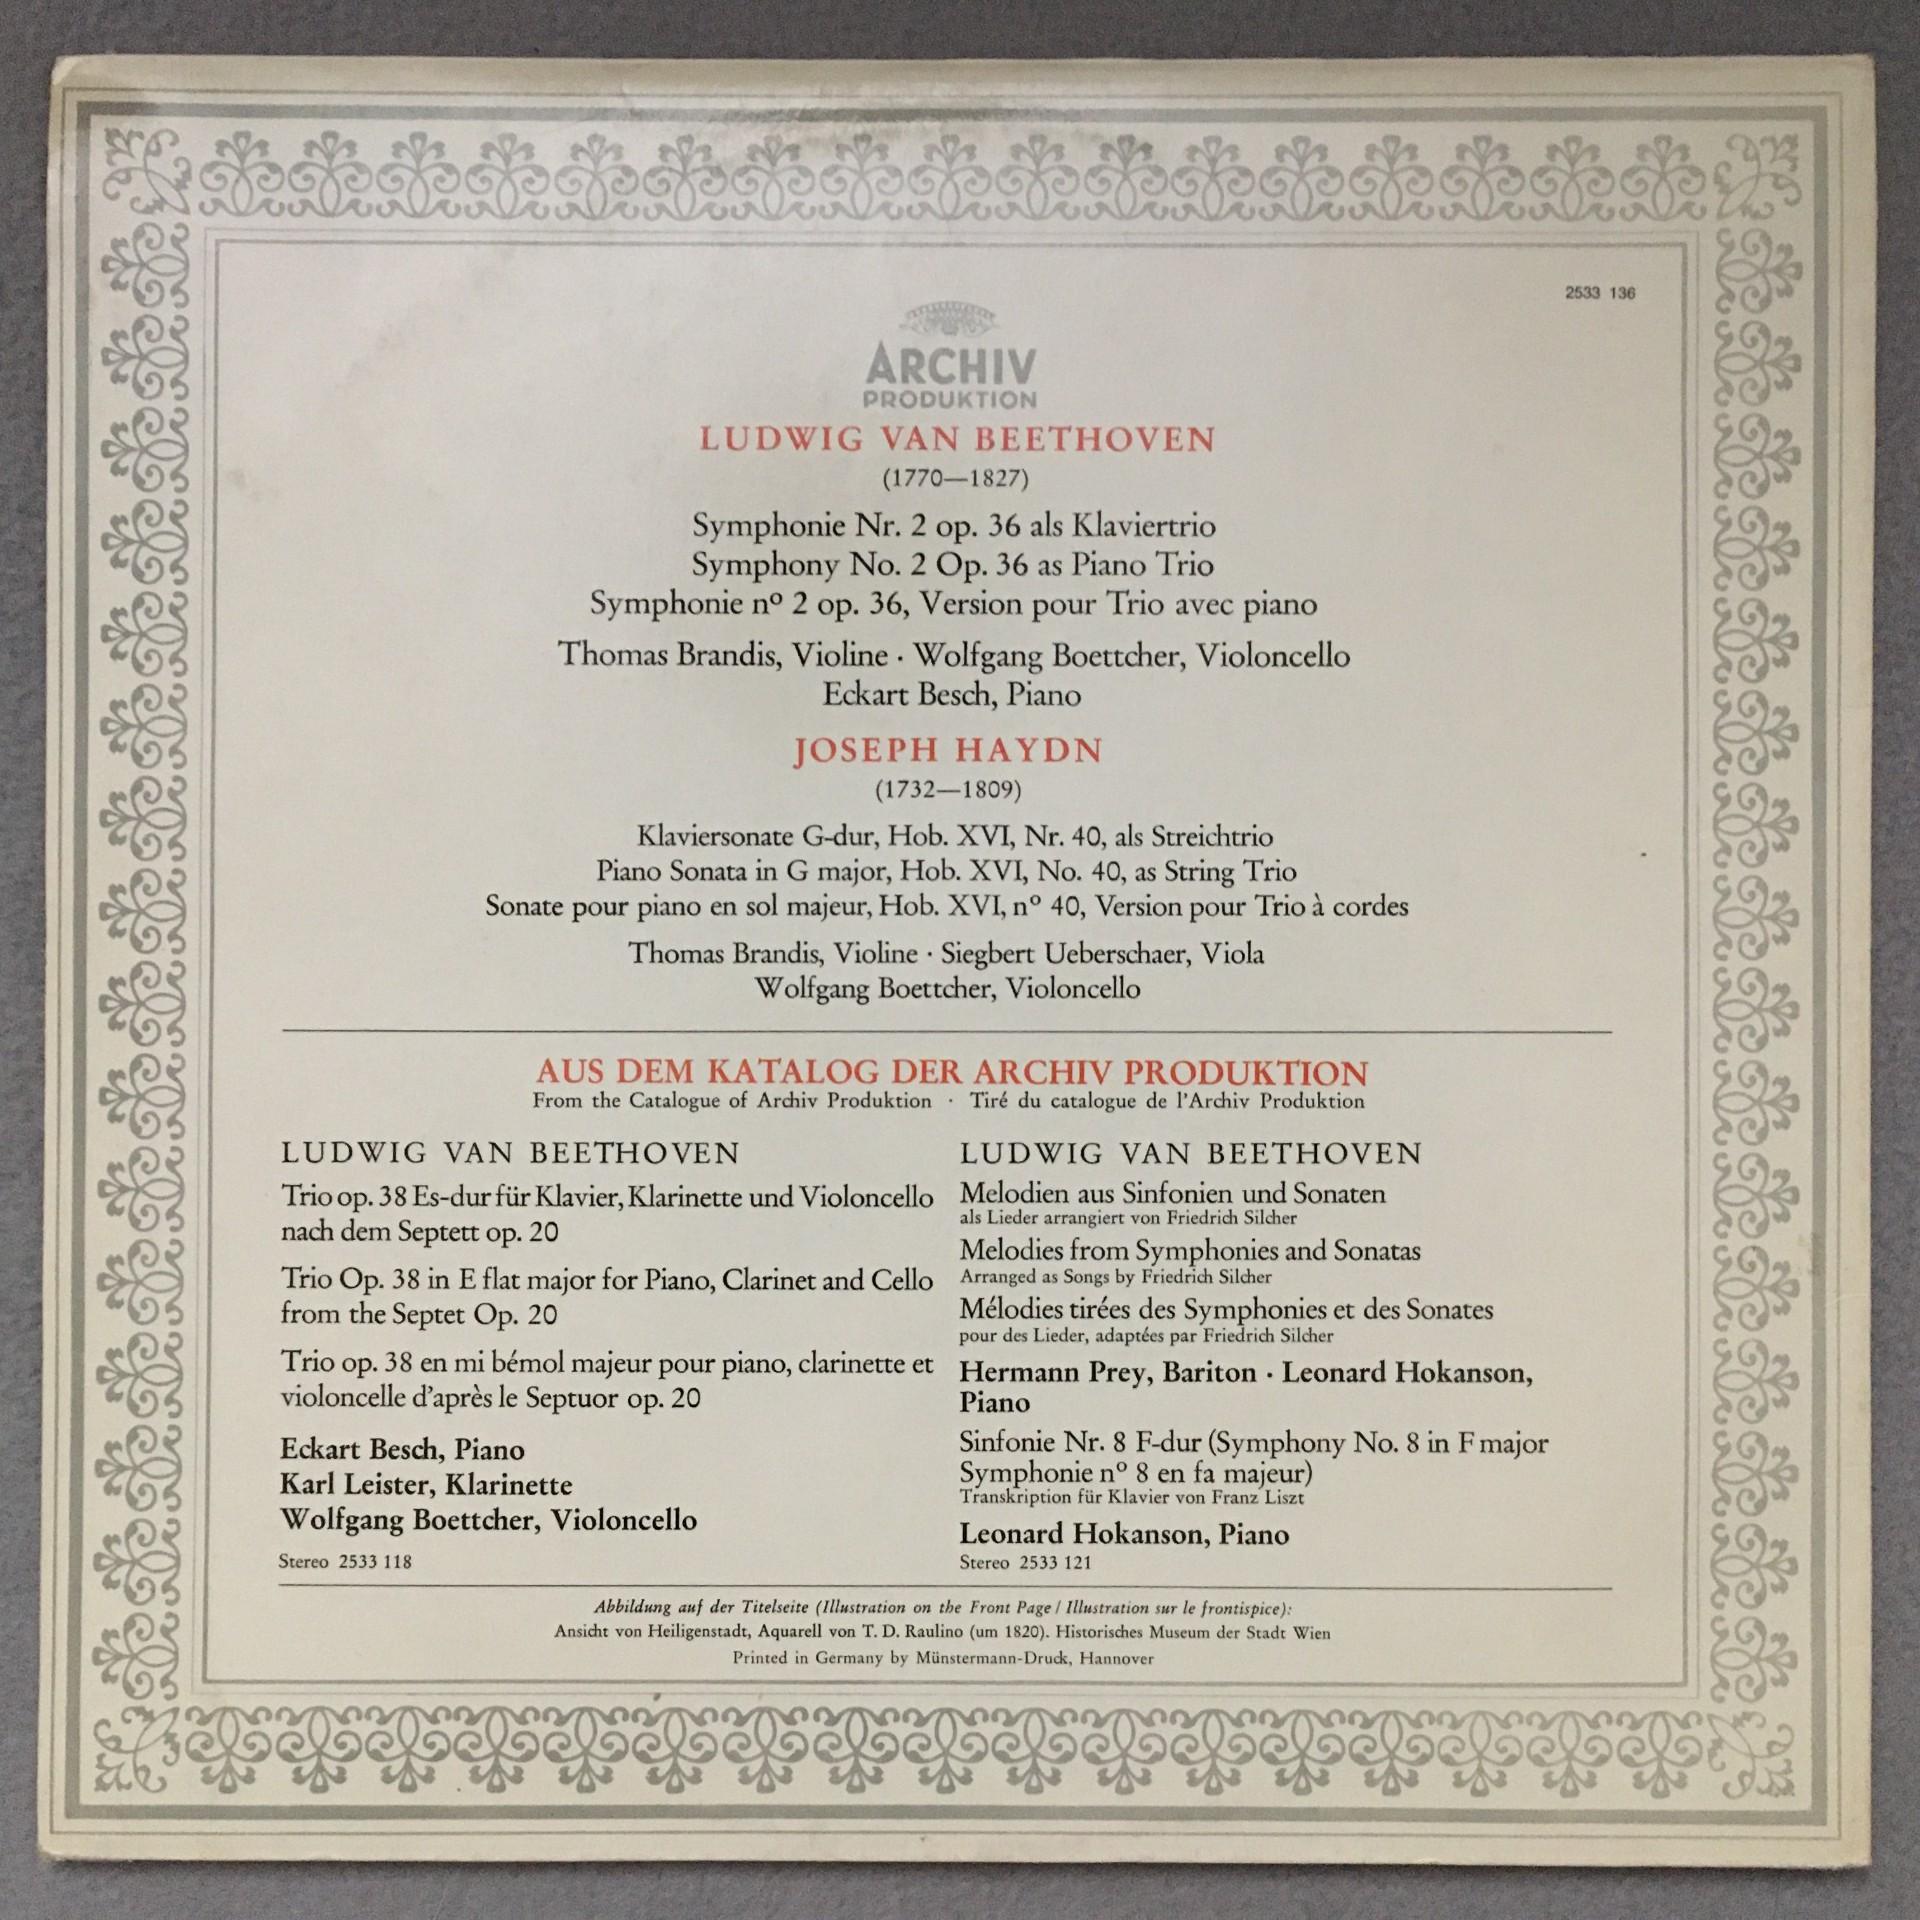 2533 136
ARCHIV
PRODUKTION
LUDWIG VAN BEETHOVEN
(1770—1827)
Symphonie Nr. 2 op. 36 als Klaviertrio
Symphony No. 2 Op. 36 as Piano Trio
Symphonie nº 2 op. 36, Version pour Trio avec piano
Thomas Brandis, Violine · Wolfgang Boettcher, Violoncello
Eckart Besch, Piano
JOSEPH HAYDN
(1732—1809)
Klaviersonate G-dur, Hob. XVI, Nr. 40, als Streichtrio
Piano Sonata in G major, Hob. XVI, No. 40, as String Trio
Sonate pour piano en sol majeur, Hob. XVI, nº 40, Version pour Trio à cordes
Thomas Brandis, Violine · Siegbert Ueberschaer, Viola
Wolfgang Boettcher, Violoncello
AUS DEM KATALOG DER ARCHIV PRODUKTION
From the Catalogue of Archiv Produktion · Tiré du catalogue de l'Archiv Produktion
LUDWIG VAN BEETHOVEN
Trio op. 38 Es-dur für Klavier, Klarinette und Violoncello
nach dem Septett op. 20
Trio Op. 38 in E flat major for Piano, Clarinet and Cello
from the Septet Op. 20
Trio op. 38 en mi bémol majeur pour piano, clarinette et
violoncelle d'après le Septuor op. 20
Eckart Besch, Piano
Karl Leister, Klarinette
Wolfgang Boettcher, Violoncello
Stereo 2533 118
LUDWIG VAN BEETHOVEN
Melodien aus Sinfonien und Sonaten
als Lieder arrangiert von Friedrich Silcher
Melodies from Symphonies and Sonatas
Arranged as Songs by Friedrich Silcher
Mélodies tirées des Symphonies et des Sonates
pour des Lieder, adaptées par Friedrich Silcher
Hermann Prey, Bariton · Leonard Hokanson,
Piano
Sinfonie Nr. 8 F-dur (Symphony No. 8 in F major
Symphonie nº 8 en fa majeur)
Transkription für Klavier von Franz Liszt
Leonard Hokanson, Piano
Stereo 2533 121
Abbildung auf der Titelseite (Illustration on the Front Page / Illustration sur le frontispice):
Ansicht von Heiligenstadt, Aquarell von T. D. Raulino (um 1820). Historisches Museum der Stadt Wien
Printed in Germany by Münstermann-Druck, Hannover